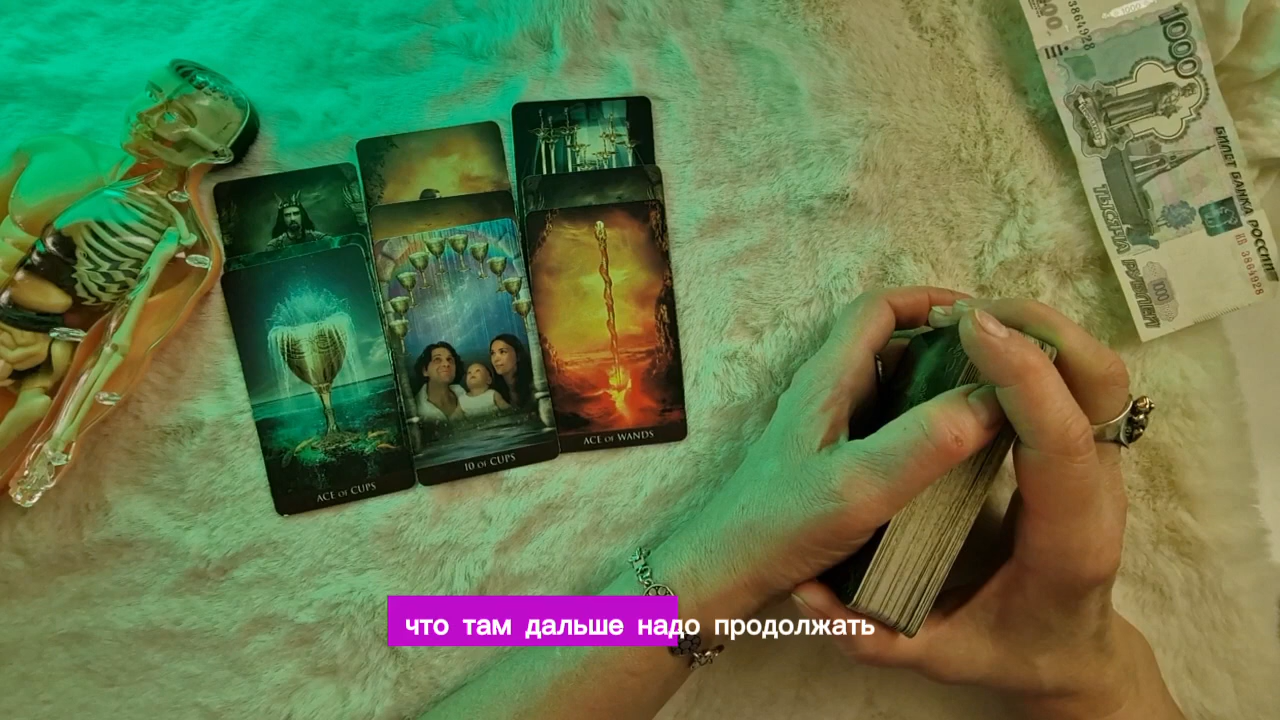 1000
БИЛЕТ БАНКА РОССИИ
ТЫСЯЧА РУБЛЕЙ
3864928
ACE OF CUPS
10 OF CUPS
ACE OF WANDS
что там дальше надо продолжать